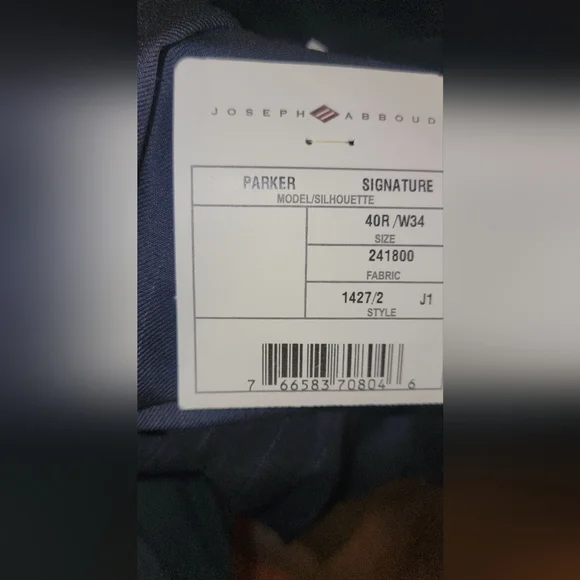 JOSEPH ABBOUD
PARKER SIGNATURE
MODEL/SILHOUETTE
40R /W34
SIZE
241800
FABRIC
1427/2 J1
STYLE
7 66583 70804 6